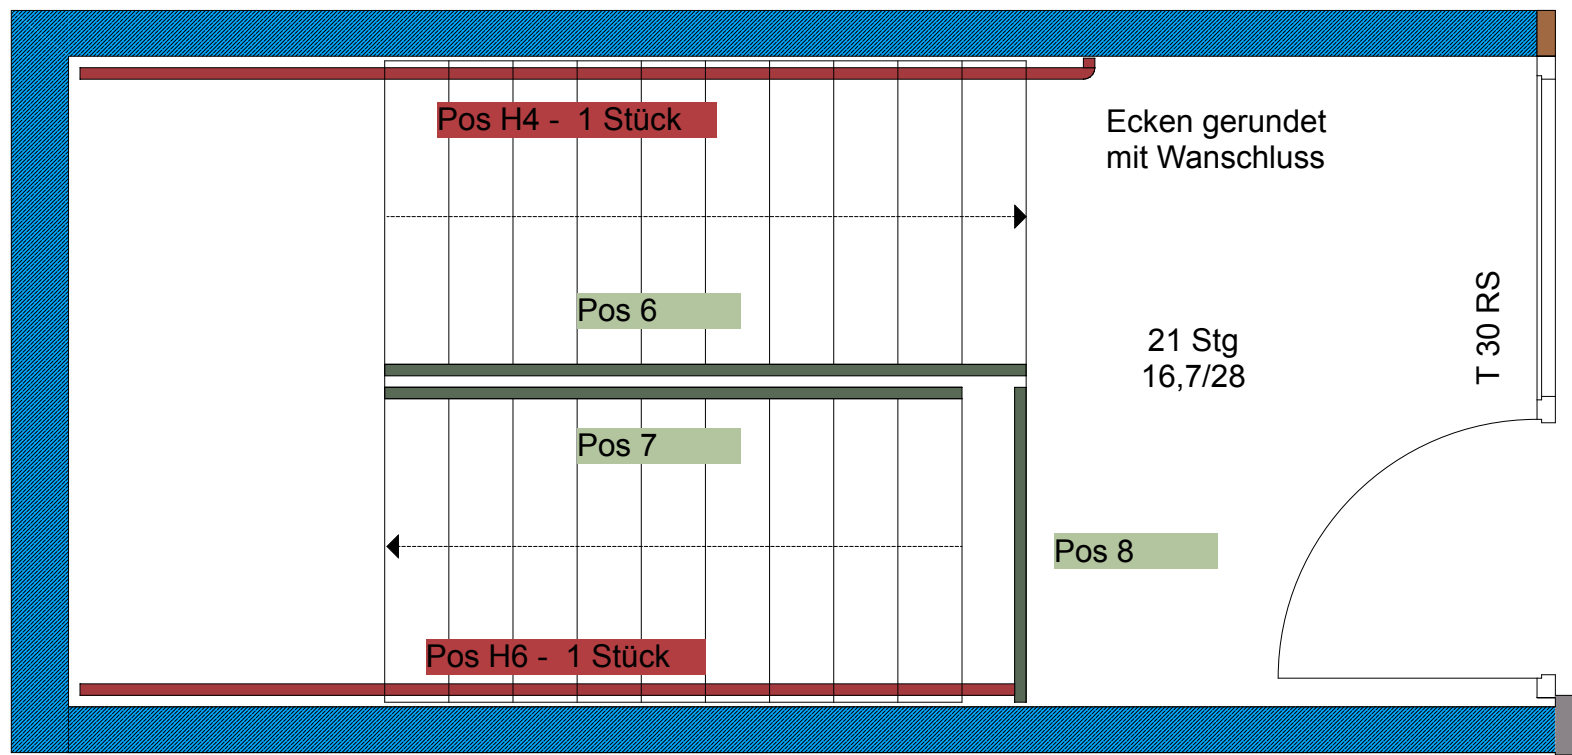 Pos H4 - 1 Stück
Ecken gerundet
mit Wanschluss
Pos 6
21 Stg
16,7/28
T 30 RS
Pos 7
Pos 8
Pos H6 - 1 Stück